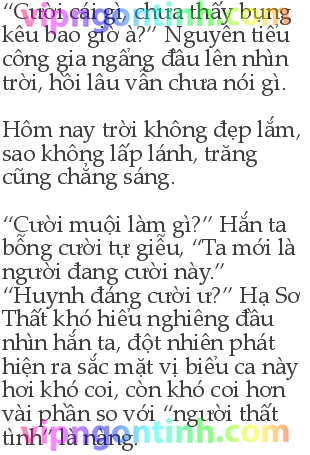 vipngontinh.com
“Cười cái gì, chưa thấy bụng
kêu bao giờ à?” Nguyên tiểu
công gia ngẩng đầu lên nhìn
trời, hồi lâu vẫn chưa nói gì.
Hôm nay trời không đẹp lắm,
sao không lấp lánh, trăng
cũng chẳng sáng.
“Cười muội làm gì?” Hắn ta
bỗng cười tự giễu, “Ta mới là
người đang cười này.”
“Huynh đáng cười ư?” Hạ Sơ
Thất khó hiểu nghiêng đầu
nhìn hắn ta, đột nhiên phát
hiện ra sắc mặt vị biểu ca này
hơi khó coi, còn khó coi hơn
vài phần so với “người thất
tình” là nàng.
vipngontinh.com